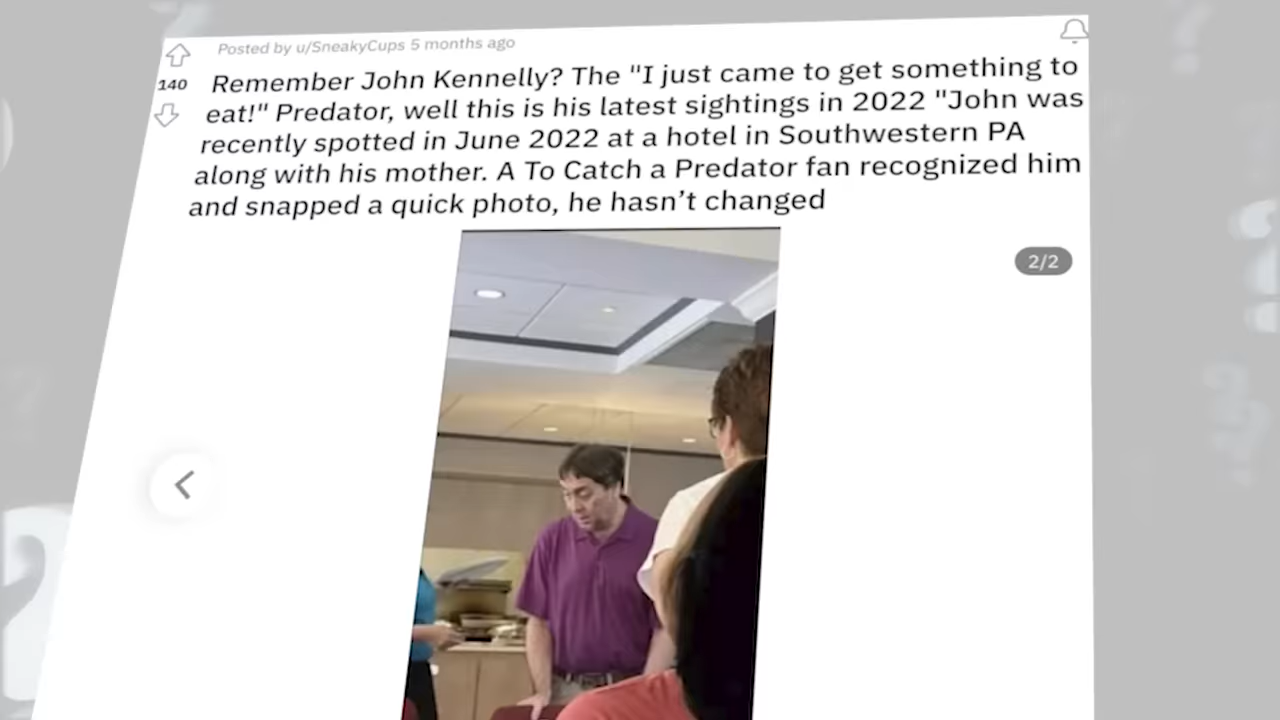 Posted by u/SneakyCups 5 months ago
140
Remember John Kennelly? The "I just came to get something to
eat!" Predator, well this is his latest sightings in 2022 "John was
recently spotted in June 2022 at a hotel in Southwestern PA
along with his mother. A To Catch a Predator fan recognized him
and snapped a quick photo, he hasn’t changed
2/2